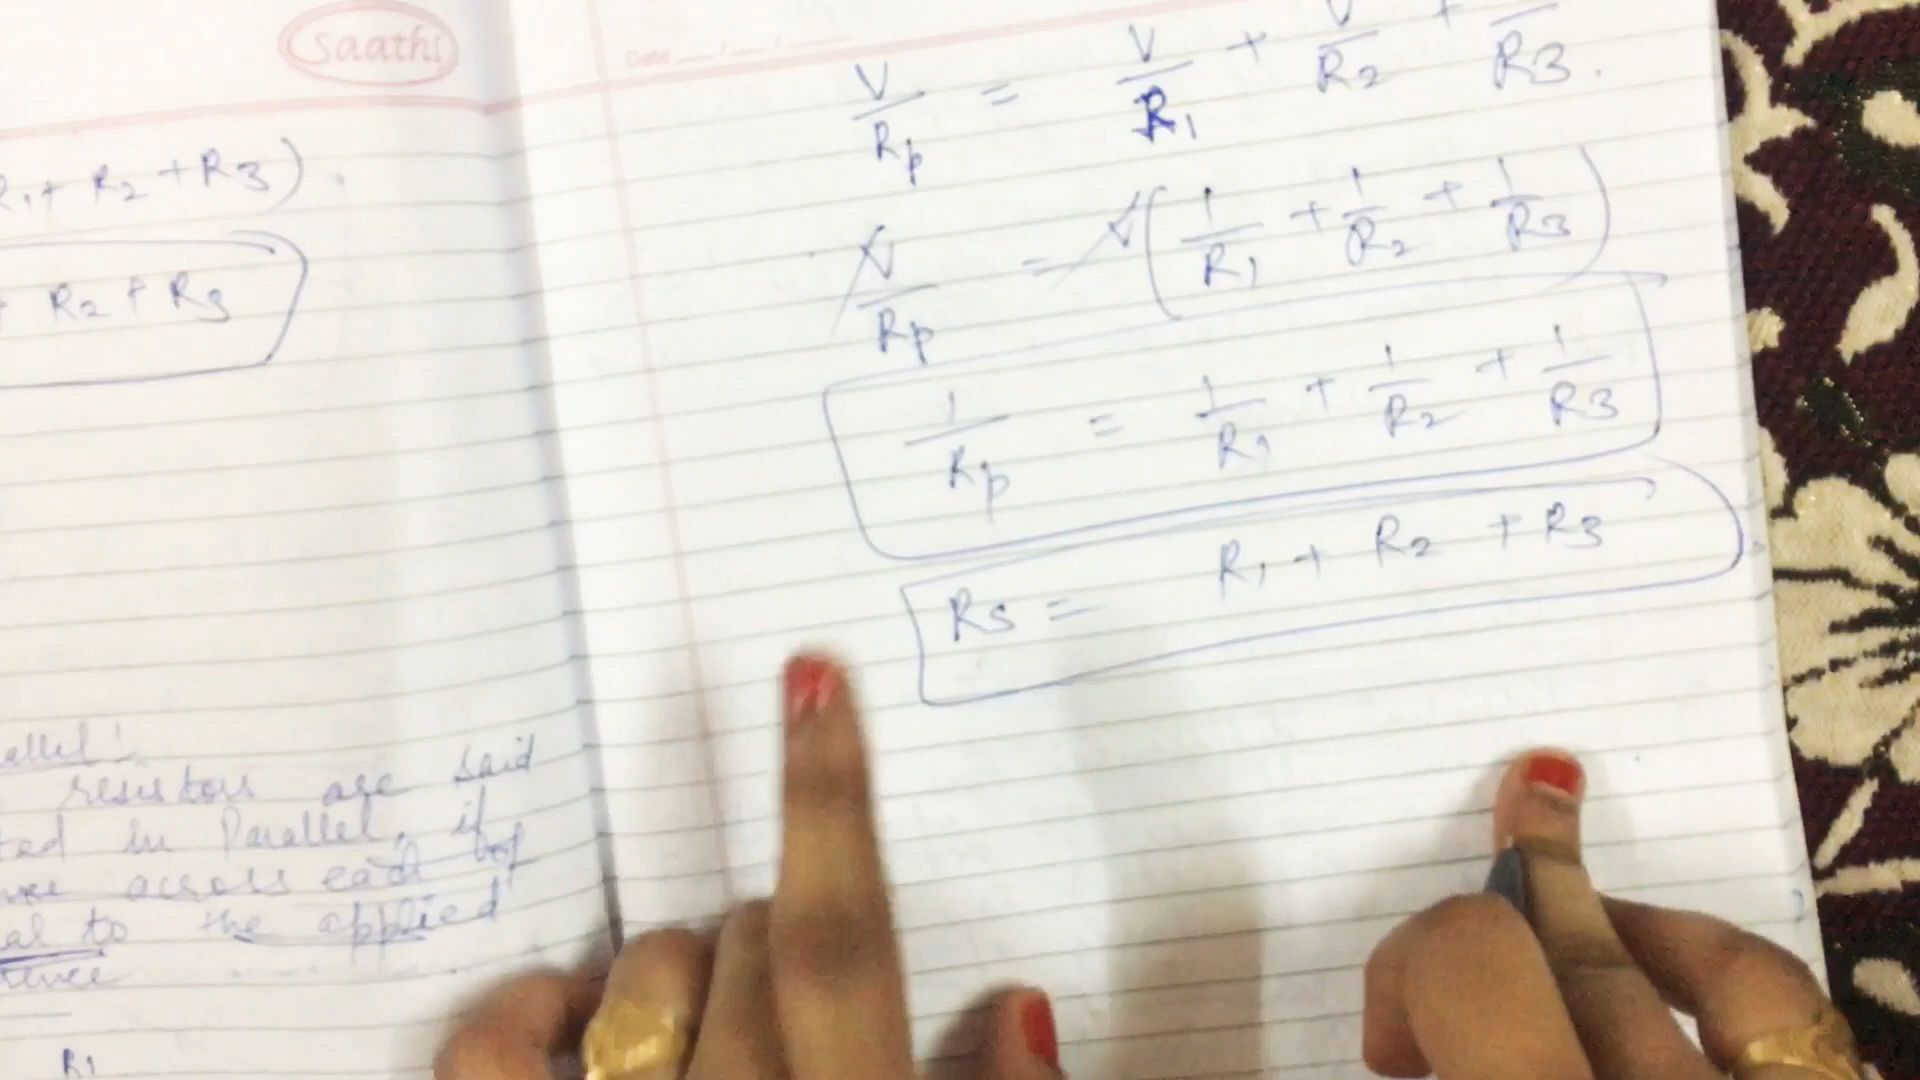 Saathi
R1 + R2 + R3)
+ R2 + R3
resistors are said
in Parallel, if
across each of
to the applied
R1
Date
V/Rp = V/R1 + V/R2 + /R3.
V/Rp = V(1/R1 + 1/R2 + 1/R3)
1/Rp = 1/R1 + 1/R2 + 1/R3
Rs = R1 + R2 + R3